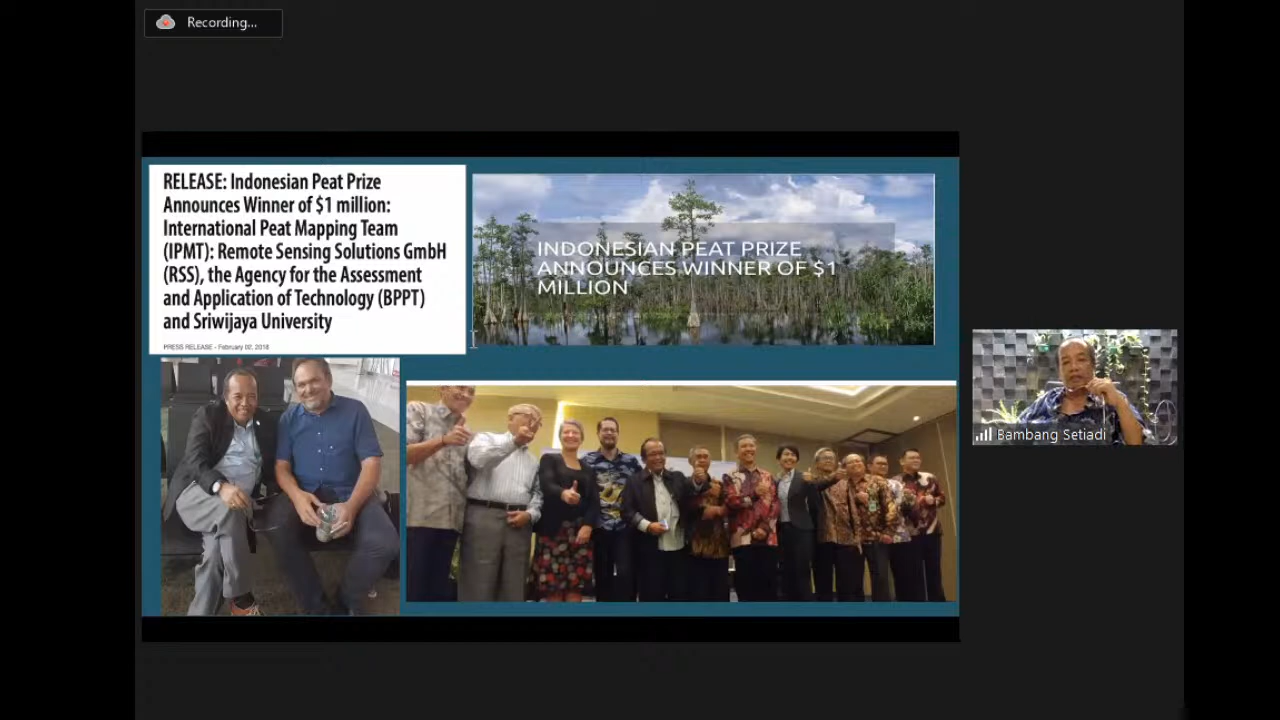 Recording...
RELEASE: Indonesian Peat Prize
Announces Winner of $1 million:
International Peat Mapping Team
(IPMT): Remote Sensing Solutions GmbH
(RSS), the Agency for the Assessment
and Application of Technology (BPPT)
and Sriwijaya University
PRESS RELEASE - February 02, 2018
INDONESIAN PEAT PRIZE
ANNOUNCES WINNER OF $1
MILLION
Bambang Setiadi